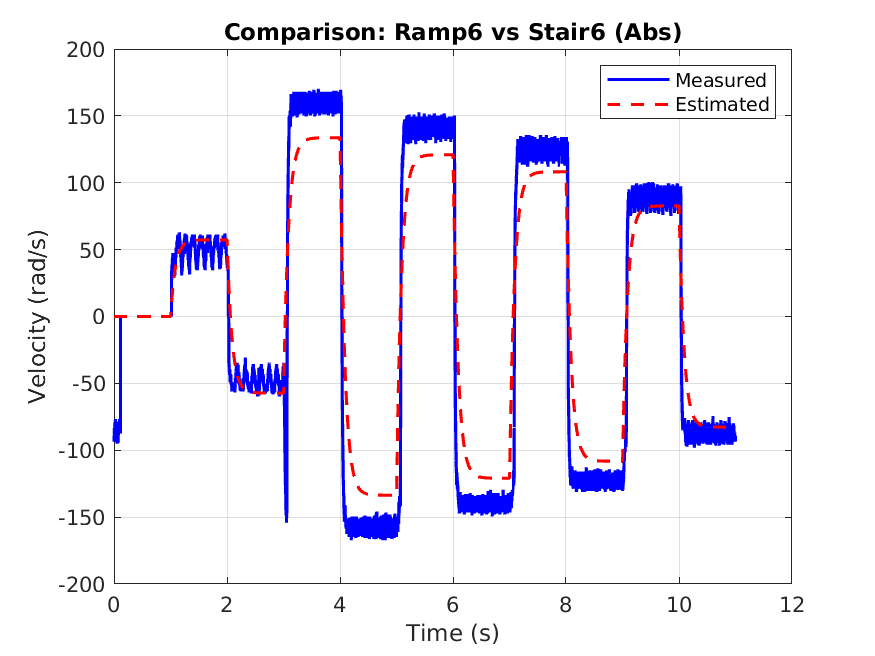 Comparison: Ramp6 vs Stair6 (Abs)
Measured
Estimated
200
150
100
50
0
-50
-100
-150
-200
Velocity (rad/s)
0 2 4 6 8 10 12
Time (s)